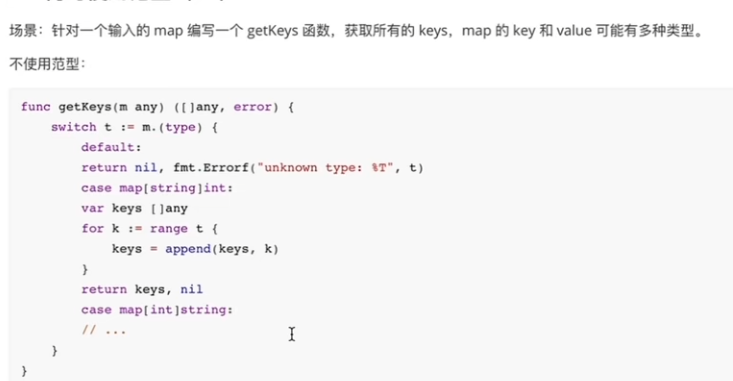 场景：针对一个输入的 map 编写一个 getKeys 函数，获取所有的 keys，map 的 key 和 value 可能有多种类型。
不使用范型：
func getKeys(m any) ([]any, error) {
    switch t := m.(type) {
        default:
        return nil, fmt.Errorf("unknown type: %T", t)
        case map[string]int:
        var keys []any
        for k := range t {
            keys = append(keys, k)
        }
        return keys, nil
        case map[int]string:
        // ...
    }
}